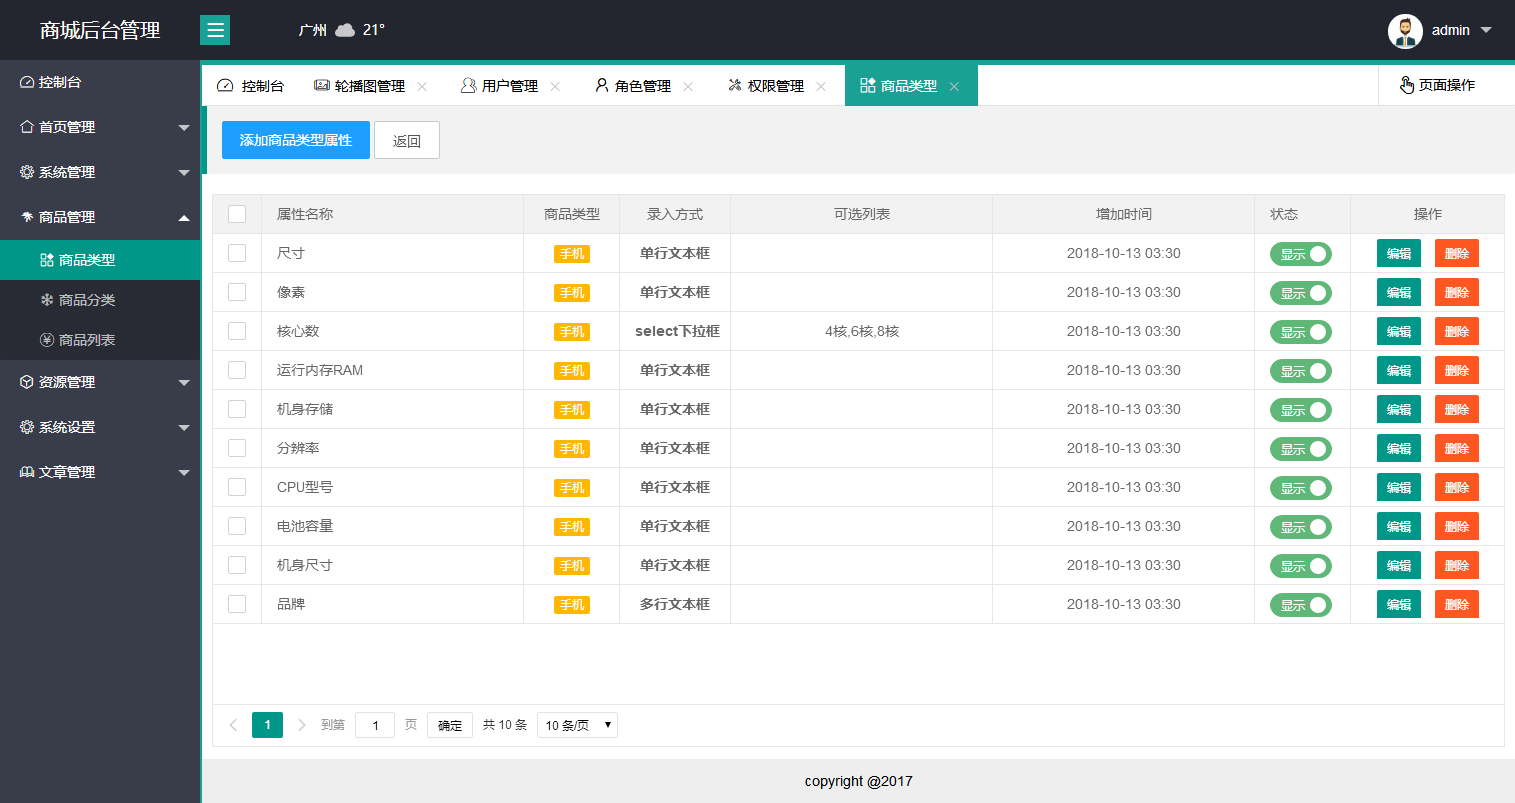 商城后台管理
广州 21°
admin
控制台
首页管理
系统管理
商品管理
商品类型
商品分类
商品列表
资源管理
系统设置
文章管理
控制台 轮播图管理 用户管理 角色管理 权限管理 商品类型 页面操作
添加商品类型属性 返回
属性名称 商品类型 录入方式 可选列表 增加时间 状态 操作
尺寸 手机 单行文本框 2018-10-13 03:30 显示 编辑 删除
像素 手机 单行文本框 2018-10-13 03:30 显示 编辑 删除
核心数 手机 select下拉框 4核,6核,8核 2018-10-13 03:30 显示 编辑 删除
运行内存RAM 手机 单行文本框 2018-10-13 03:30 显示 编辑 删除
机身存储 手机 单行文本框 2018-10-13 03:30 显示 编辑 删除
分辨率 手机 单行文本框 2018-10-13 03:30 显示 编辑 删除
CPU型号 手机 单行文本框 2018-10-13 03:30 显示 编辑 删除
电池容量 手机 单行文本框 2018-10-13 03:30 显示 编辑 删除
机身尺寸 手机 单行文本框 2018-10-13 03:30 显示 编辑 删除
品牌 手机 多行文本框 2018-10-13 03:30 显示 编辑 删除
1 到第 1 页 确定 共 10 条 10 条/页
copyright @2017